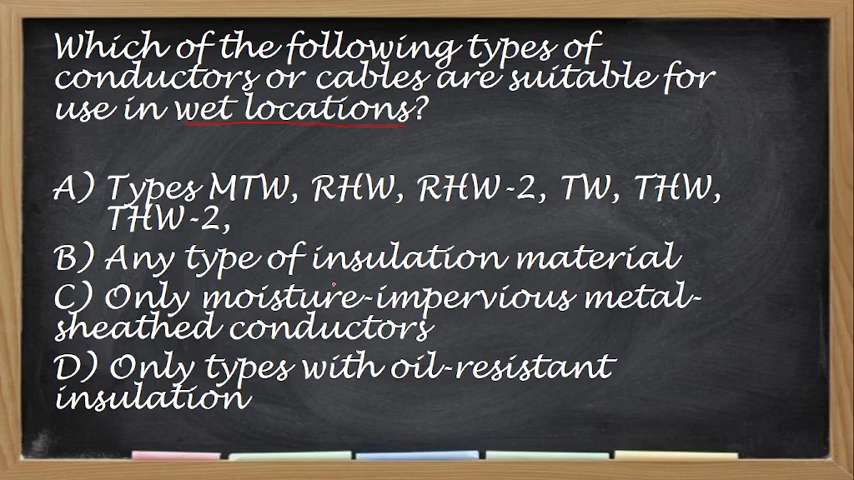 Which of the following types of
conductors or cables are suitable for
use in wet locations?
A) Types MTW, RHW, RHW-2, TW, THW,
THW-2,
B) Any type of insulation material
C) Only moisture-impervious metal-
sheathed conductors
D) Only types with oil-resistant
insulation